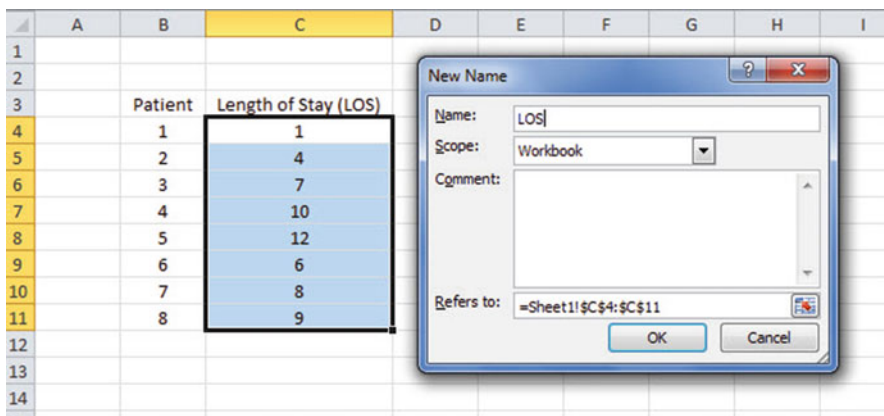 A B C D E F G H I
1
2
3 Patient Length of Stay (LOS)
4 1 1
5 2 4
6 3 7
7 4 10
8 5 12
9 6 6
10 7 8
11 8 9
12
13
14
New Name
Name: LOS
Scope: Workbook
Comment:
Refers to: =Sheet1!$C$4:$C$11
OK Cancel